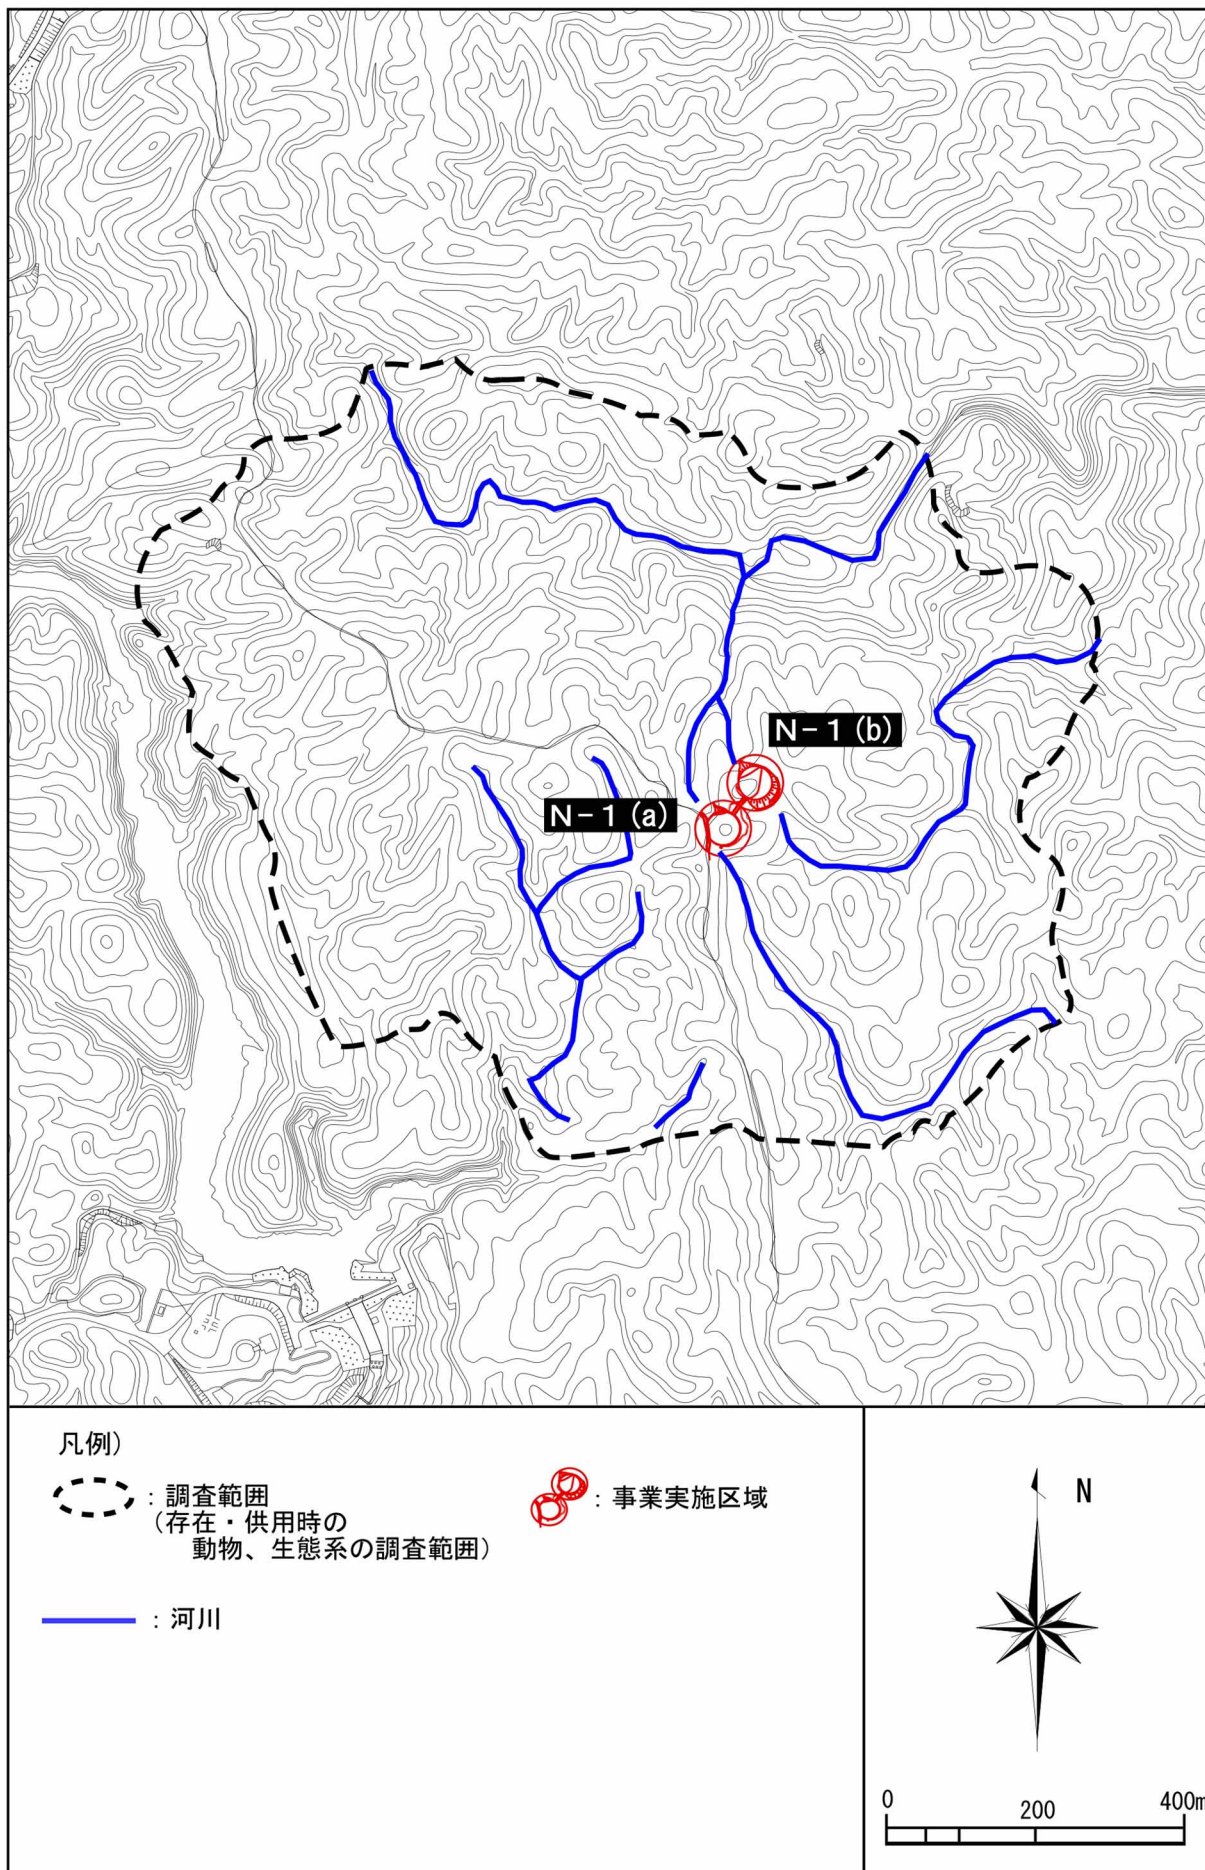 N-1 (b)
N-1 (a)
凡例)
: 調査範囲
(存在・供用時の
動物、生態系の調査範囲)
: 事業実施区域
: 河川
N
0 200 400m